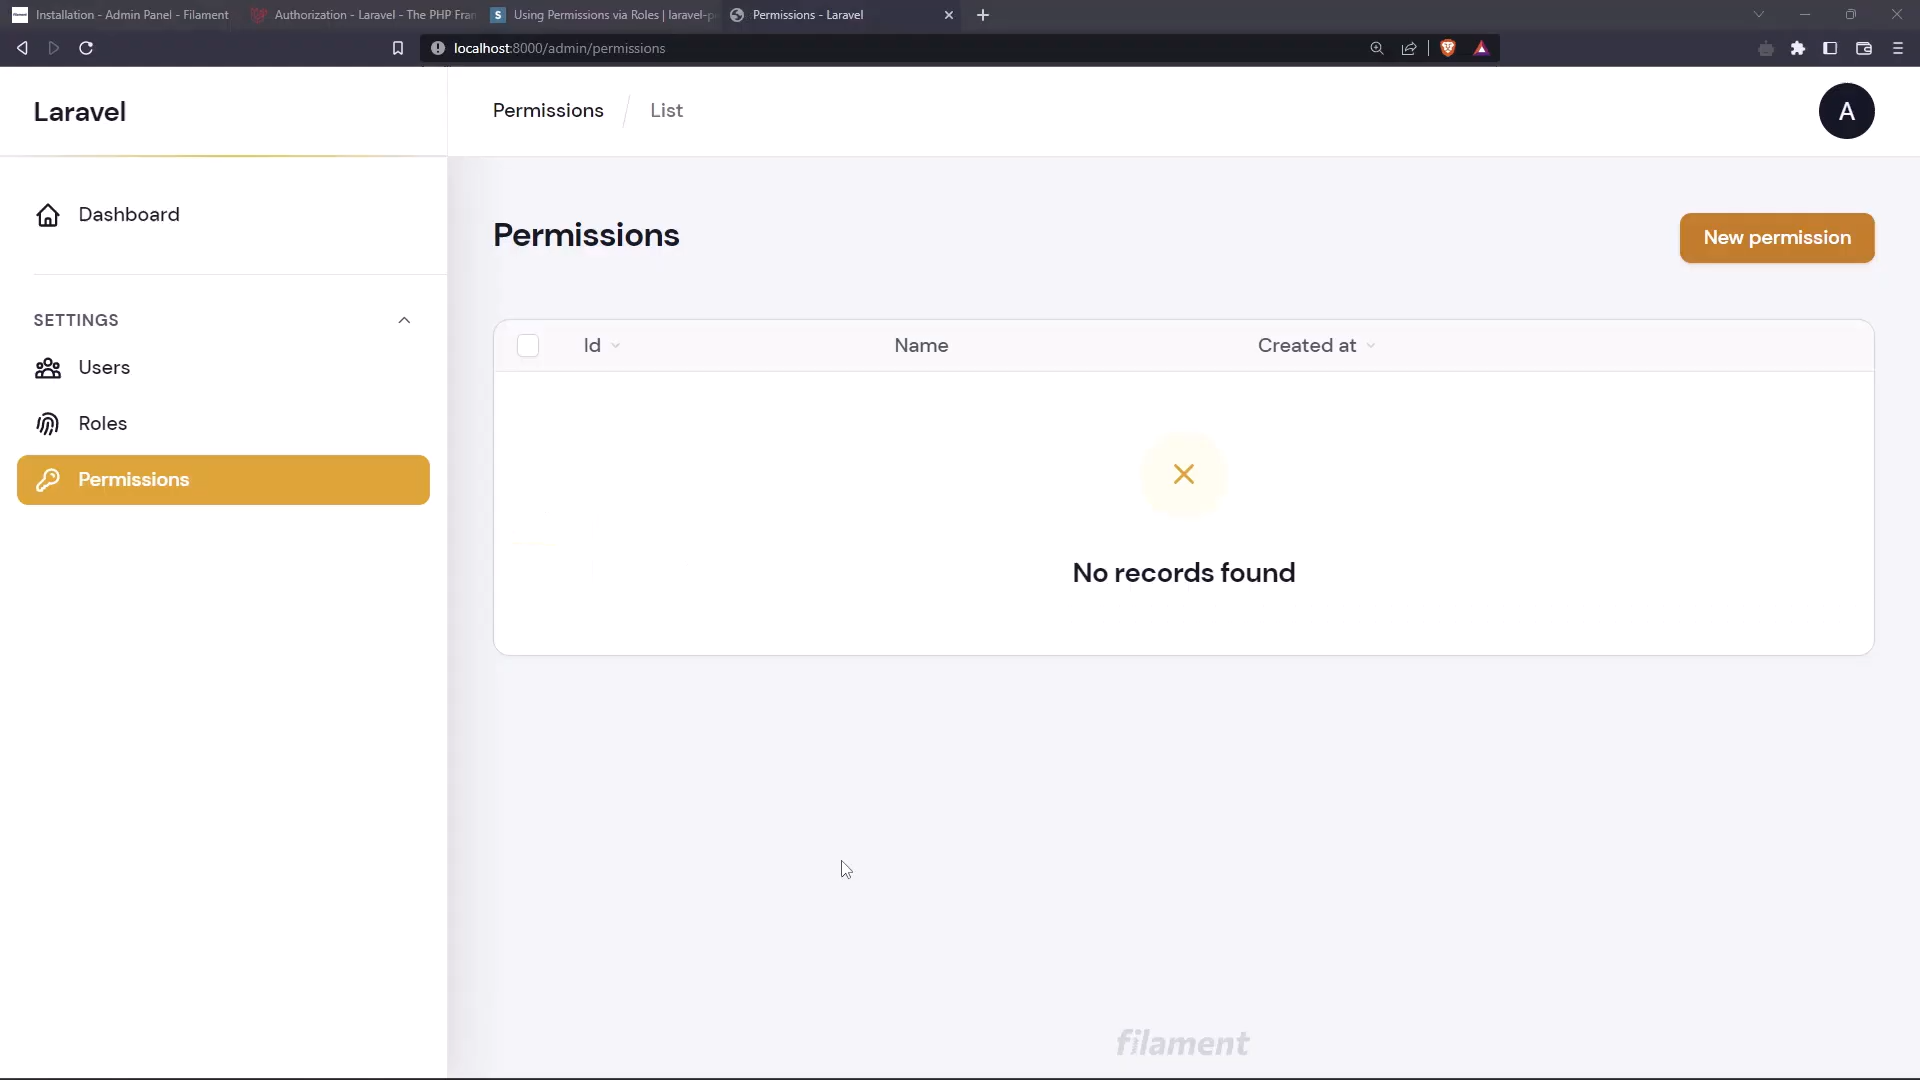 Installation - Admin Panel - Filament
Authorization - Laravel - The PHP Fran
Using Permissions via Roles | laravel-p
Permissions - Laravel
localhost:8000/admin/permissions
Laravel
Permissions
List
A
Dashboard
Permissions
New permission
SETTINGS
Id
Name
Created at
Users
Roles
Permissions
No records found
filament